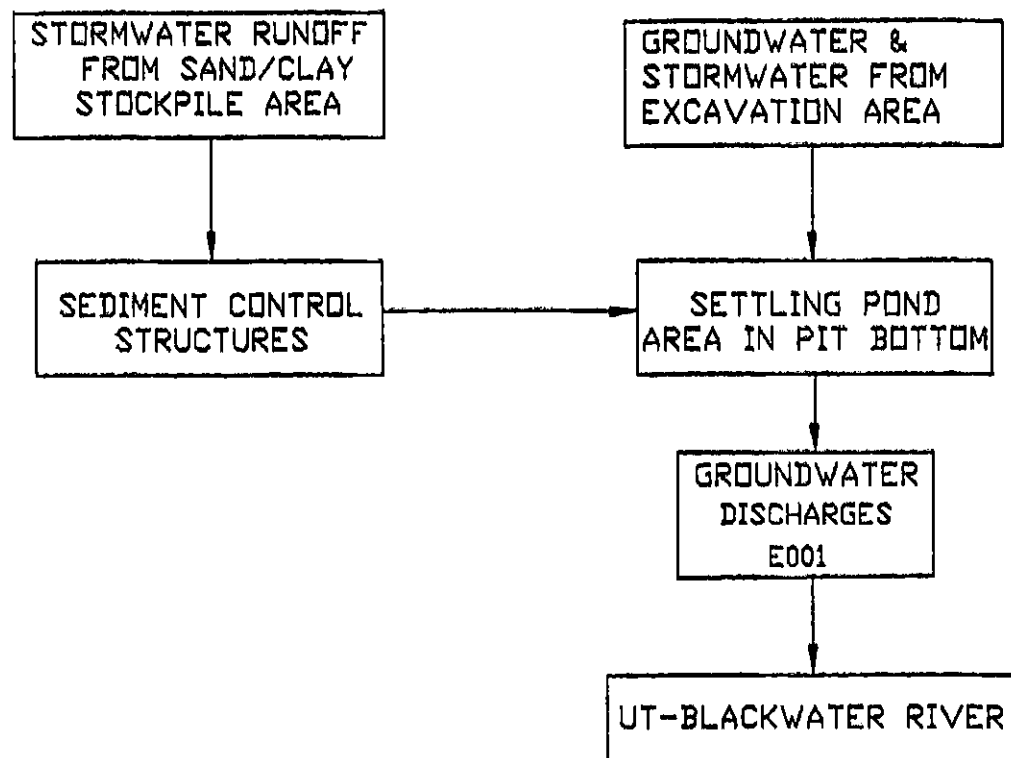 STORMWATER RUNOFF
FROM SAND/CLAY
STOCKPILE AREA
GROUNDWATER &
STORMWATER FROM
EXCAVATION AREA
SEDIMENT CONTROL
STRUCTURES
SETTLING POND
AREA IN PIT BOTTOM
GROUNDWATER
DISCHARGES
E001
UT-BLACKWATER RIVER